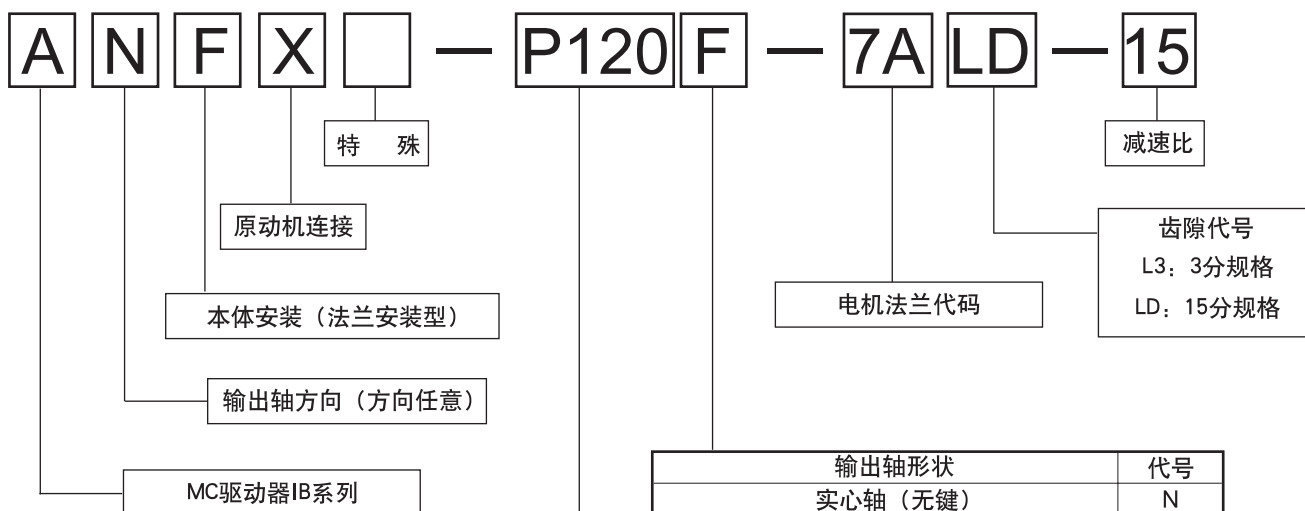 A N F X — P120 F — 7A LD — 15
特 殊
减速比
原动机连接
齿隙代号
L3：3分规格
LD：15分规格
本体安装（法兰安装型）
电机法兰代码
输出轴方向（方向任意）
MC驱动器IB系列
输出轴形状 代号
实心轴（无键） N